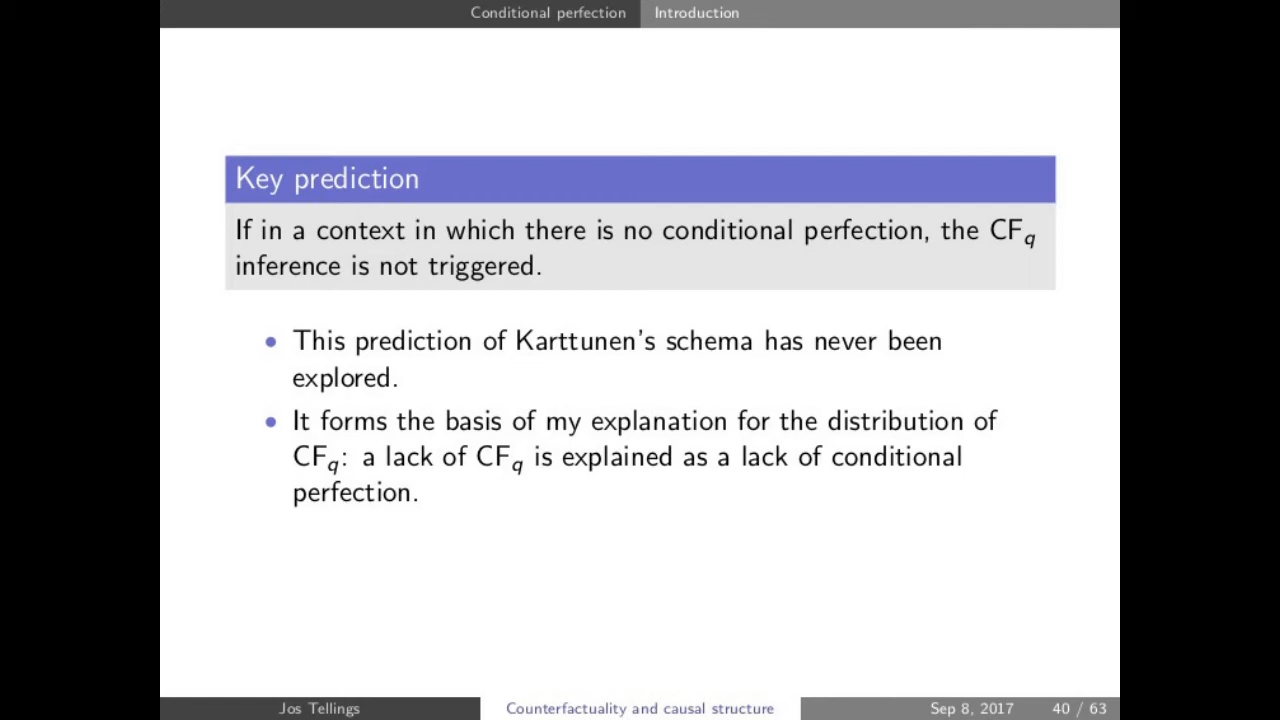 Conditional perfection Introduction
Key prediction
If in a context in which there is no conditional perfection, the CFq
inference is not triggered.
• This prediction of Karttunen's schema has never been
explored.
• It forms the basis of my explanation for the distribution of
CFq: a lack of CFq is explained as a lack of conditional
perfection.
Jos Tellings Counterfactuality and causal structure Sep 8, 2017 40 / 63